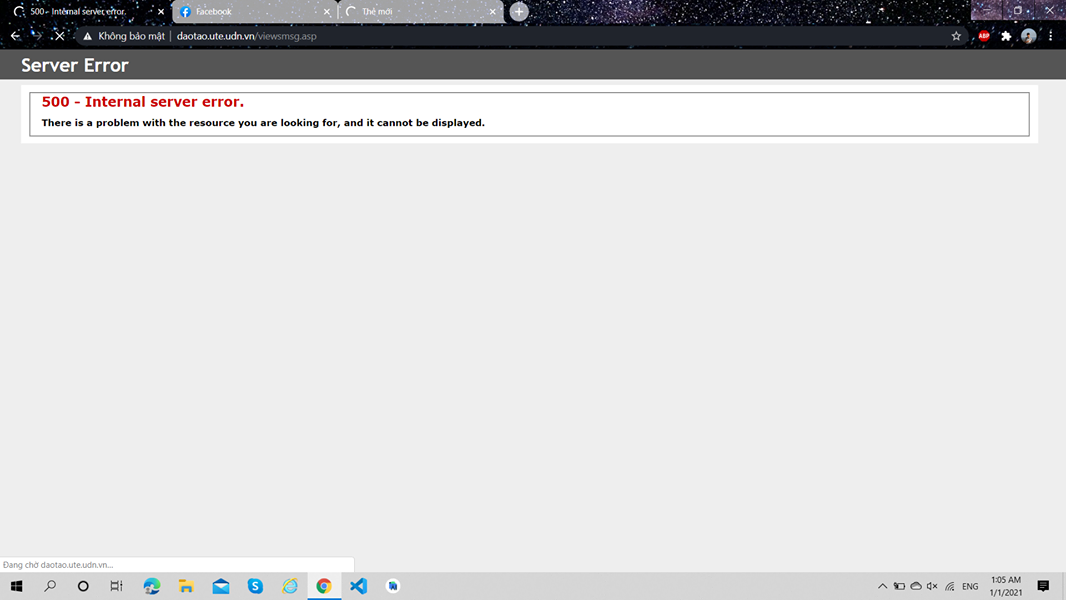 500 - Internal server error.
Facebook
Thẻ mới
Không bảo mật | daotao.ute.udn.vn/viewsmsg.asp
ABP
Server Error
500 - Internal server error.
There is a problem with the resource you are looking for, and it cannot be displayed.
Đang chờ daotao.ute.udn.vn...
ENG
1:05 AM
1/1/2021